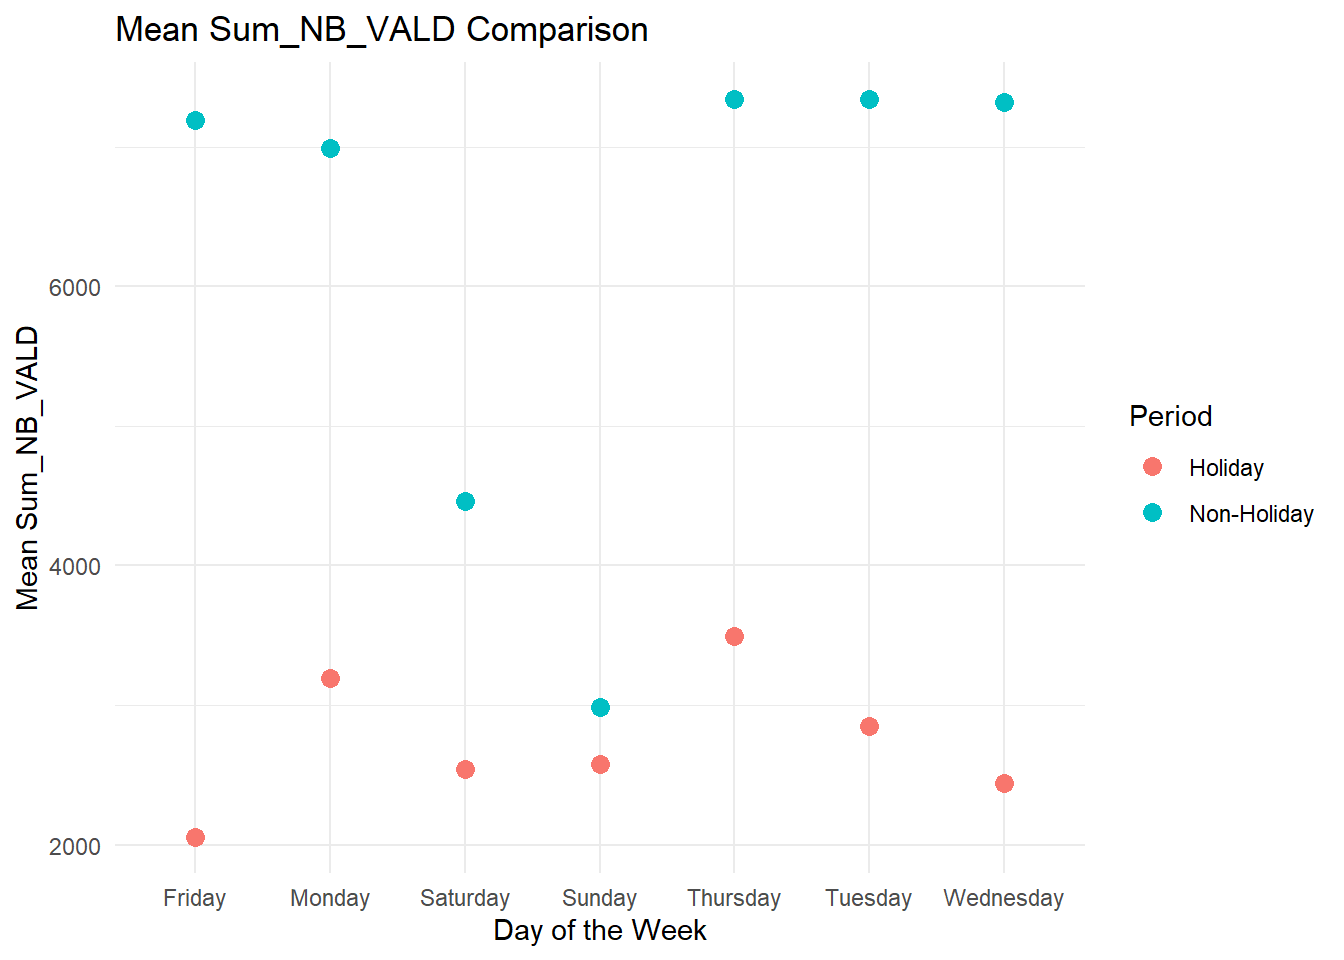 Mean Sum_NB_VALD Comparison
Mean Sum_NB_VALD
6000
4000
2000
Friday Monday Saturday Sunday Thursday Tuesday Wednesday
Day of the Week
Period
Holiday
Non-Holiday